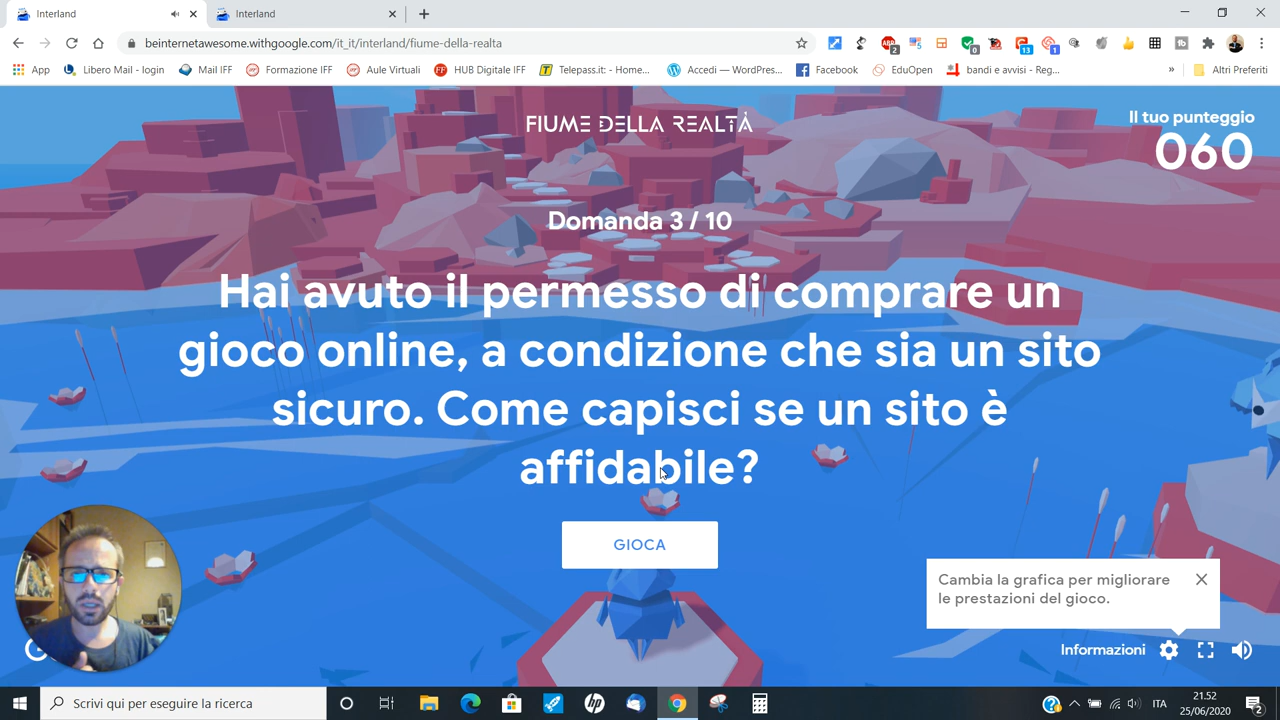 Interland
Interland
beinternetawesome.withgoogle.com/it_it/interland/fiume-della-realta
App
Libero Mail - login
Mail IFF
Formazione IFF
Aule Virtuali
HUB Digitale IFF
Telepass.it: - Home...
Accedi — WordPres...
Facebook
EduOpen
bandi e avvisi - Reg...
»
Altri Preferiti
FIUME DELLA REALTÀ
Il tuo punteggio
060
Domanda 3 / 10
Hai avuto il permesso di comprare un
gioco online, a condizione che sia un sito
sicuro. Come capisci se un sito è
affidabile?
GIOCA
Cambia la grafica per migliorare
le prestazioni del gioco.
Informazioni
Scrivi qui per eseguire la ricerca
ITA
21.52
25/06/2020